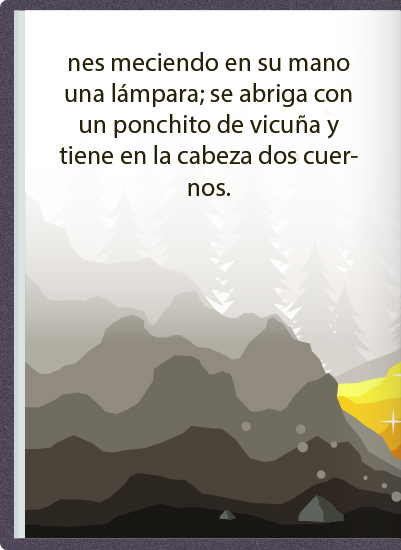 nes meciendo en su mano
una lámpara; se abriga con
un ponchito de vicuña y
tiene en la cabeza dos cuer-
nos.